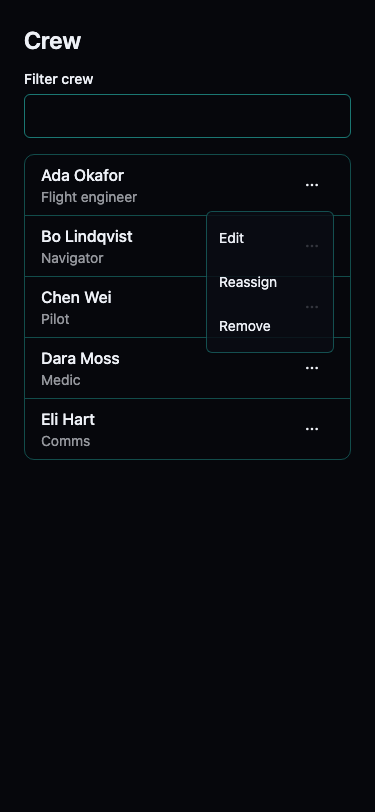 Crew
Filter crew
Ada Okafor
...
Flight engineer
Bo Lindqvist
...
Navigator
Edit
Chen Wei
...
Pilot
Reassign
Remove
Dara Moss
...
Medic
Eli Hart
...
Comms